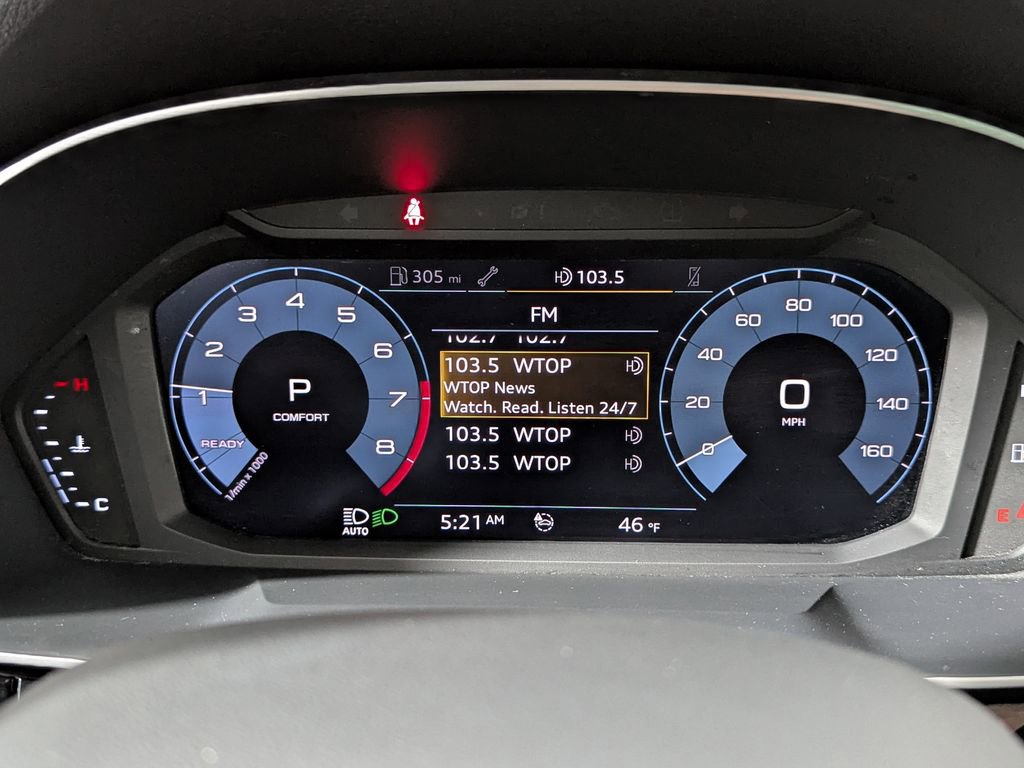 305 mi 103.5
FM
102.7 102.7
103.5 WTOP
WTOP News
Watch. Read. Listen 24/7
103.5 WTOP
103.5 WTOP
1 2 3 4 5 6 7 8
READY
1/min x 1000
P
COMFORT
0 20 40 60 80 100 120 140 160
0
MPH
H
C
E
AUTO
5:21 AM 46 °F